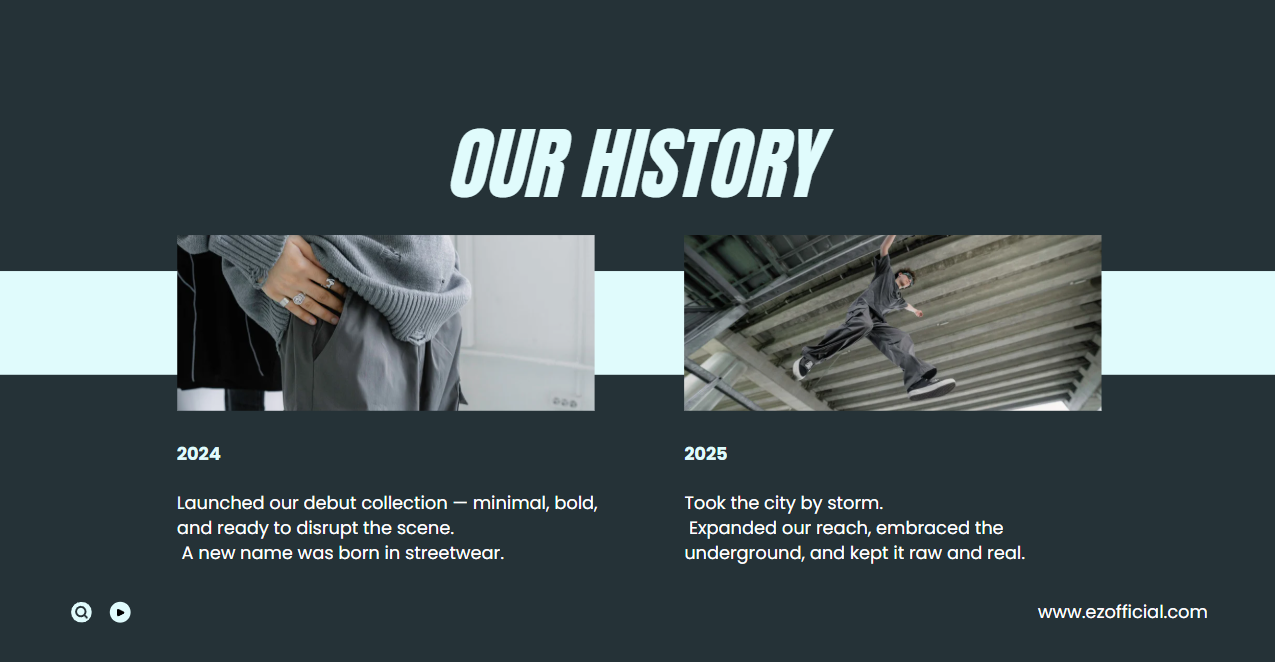 OUR HISTORY
2024
Launched our debut collection — minimal, bold,
and ready to disrupt the scene.
A new name was born in streetwear.
2025
Took the city by storm.
Expanded our reach, embraced the
underground, and kept it raw and real.
www.ezofficial.com